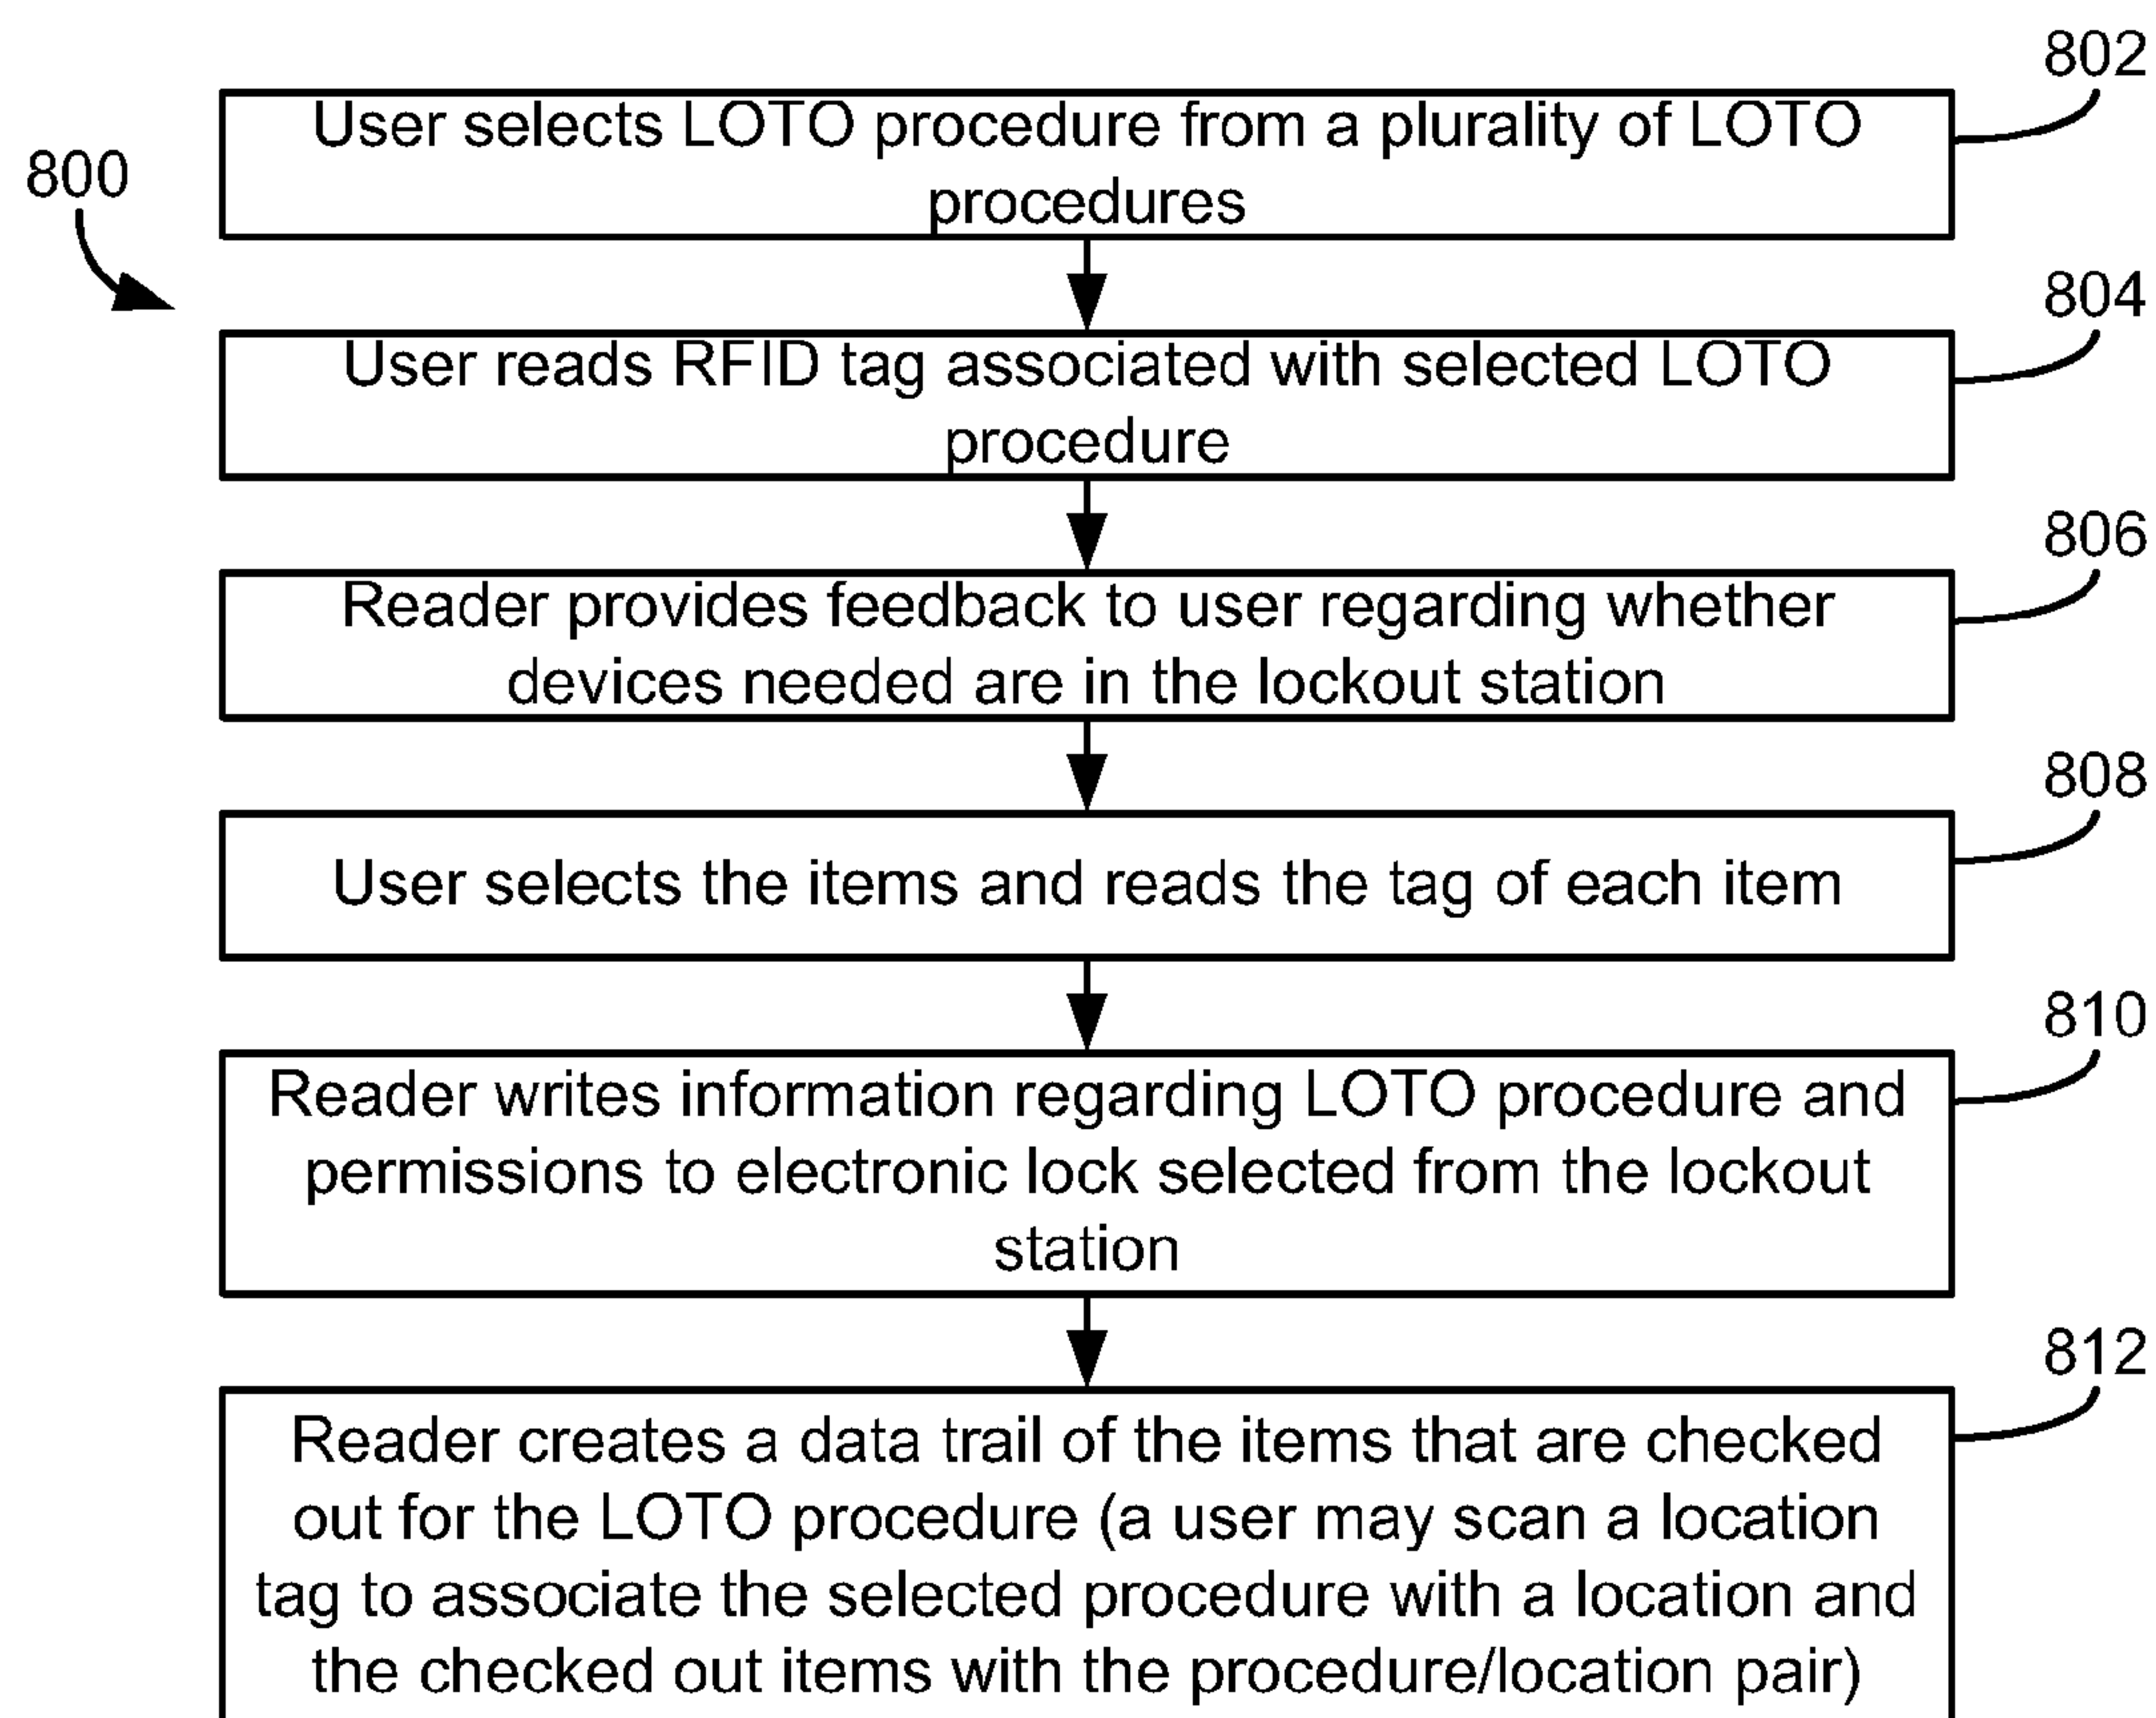 802
User selects LOTO procedure from a plurality of LOTO
procedures
800
804
User reads RFID tag associated with selected LOTO
procedure
806
Reader provides feedback to user regarding whether
devices needed are in the lockout station
808
User selects the items and reads the tag of each item
810
Reader writes information regarding LOTO procedure and
permissions to electronic lock selected from the lockout
station
812
Reader creates a data trail of the items that are checked
out for the LOTO procedure (a user may scan a location
tag to associate the selected procedure with a location and
the checked out items with the procedure/location pair)